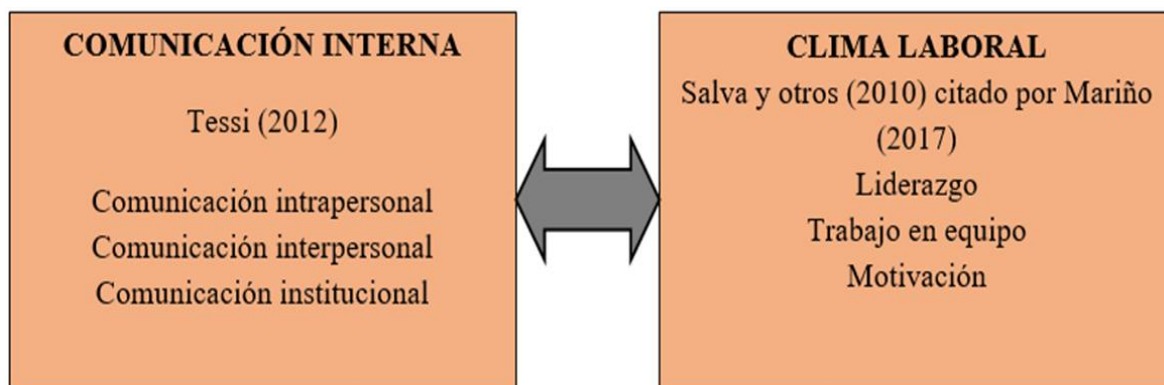 COMUNICACIÓN INTERNA
Tessi (2012)
Comunicación intrapersonal
Comunicación interpersonal
Comunicación institucional
CLIMA LABORAL
Salva y otros (2010) citado por Mariño
(2017)
Liderazgo
Trabajo en equipo
Motivación